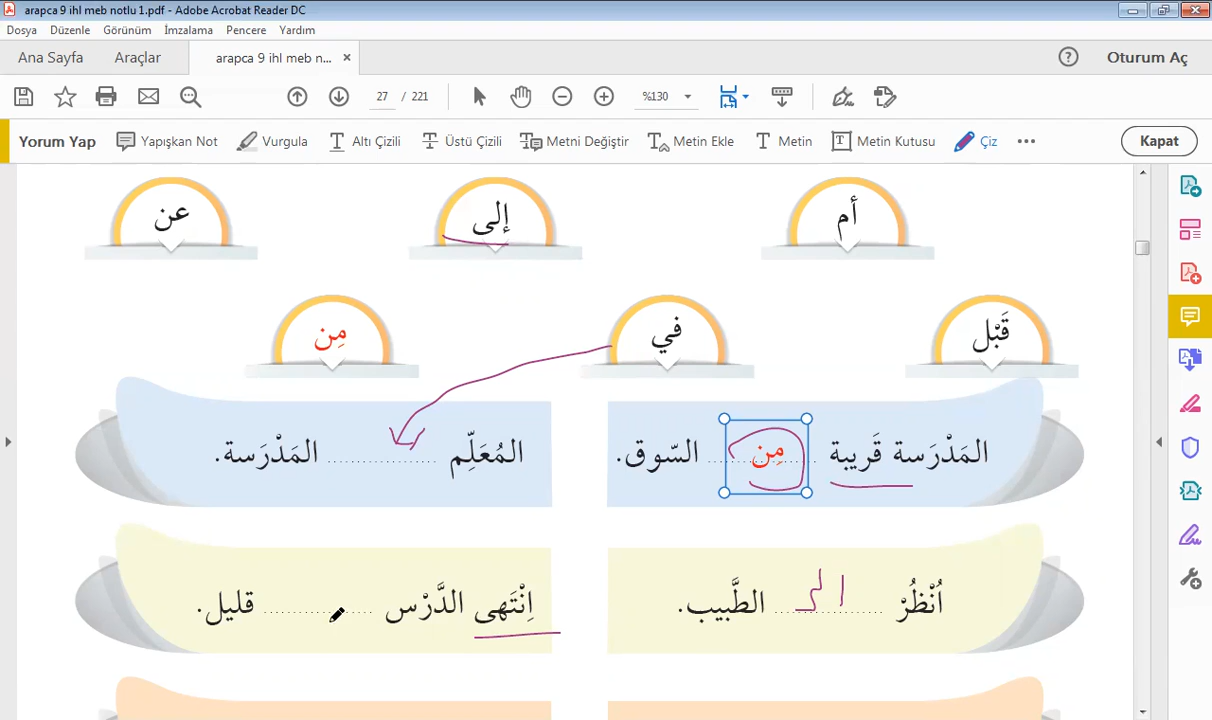 arapca 9 ihl meb notlu 1.pdf - Adobe Acrobat Reader DC
Dosya Düzenle Görünüm İmzalama Pencere Yardım
Ana Sayfa Araçlar arapca 9 ihl meb n... × Oturum Aç
27 / 221 %130
Yorum Yap Yapışkan Not Vurgula Altı Çizili Üstü Çizili Metni Değiştir Metin Ekle Metin Metin Kutusu Çiz Kapat
أم إلى عن
قَبْل في مِن
المَدْرَسة قَريبة مِن السّوق.
المُعَلِّم ............ المَدْرَسة.
اُنْظُرْ ............ الطَّبيب.
اِنْتَهى الدَّرْس ............ قليل.